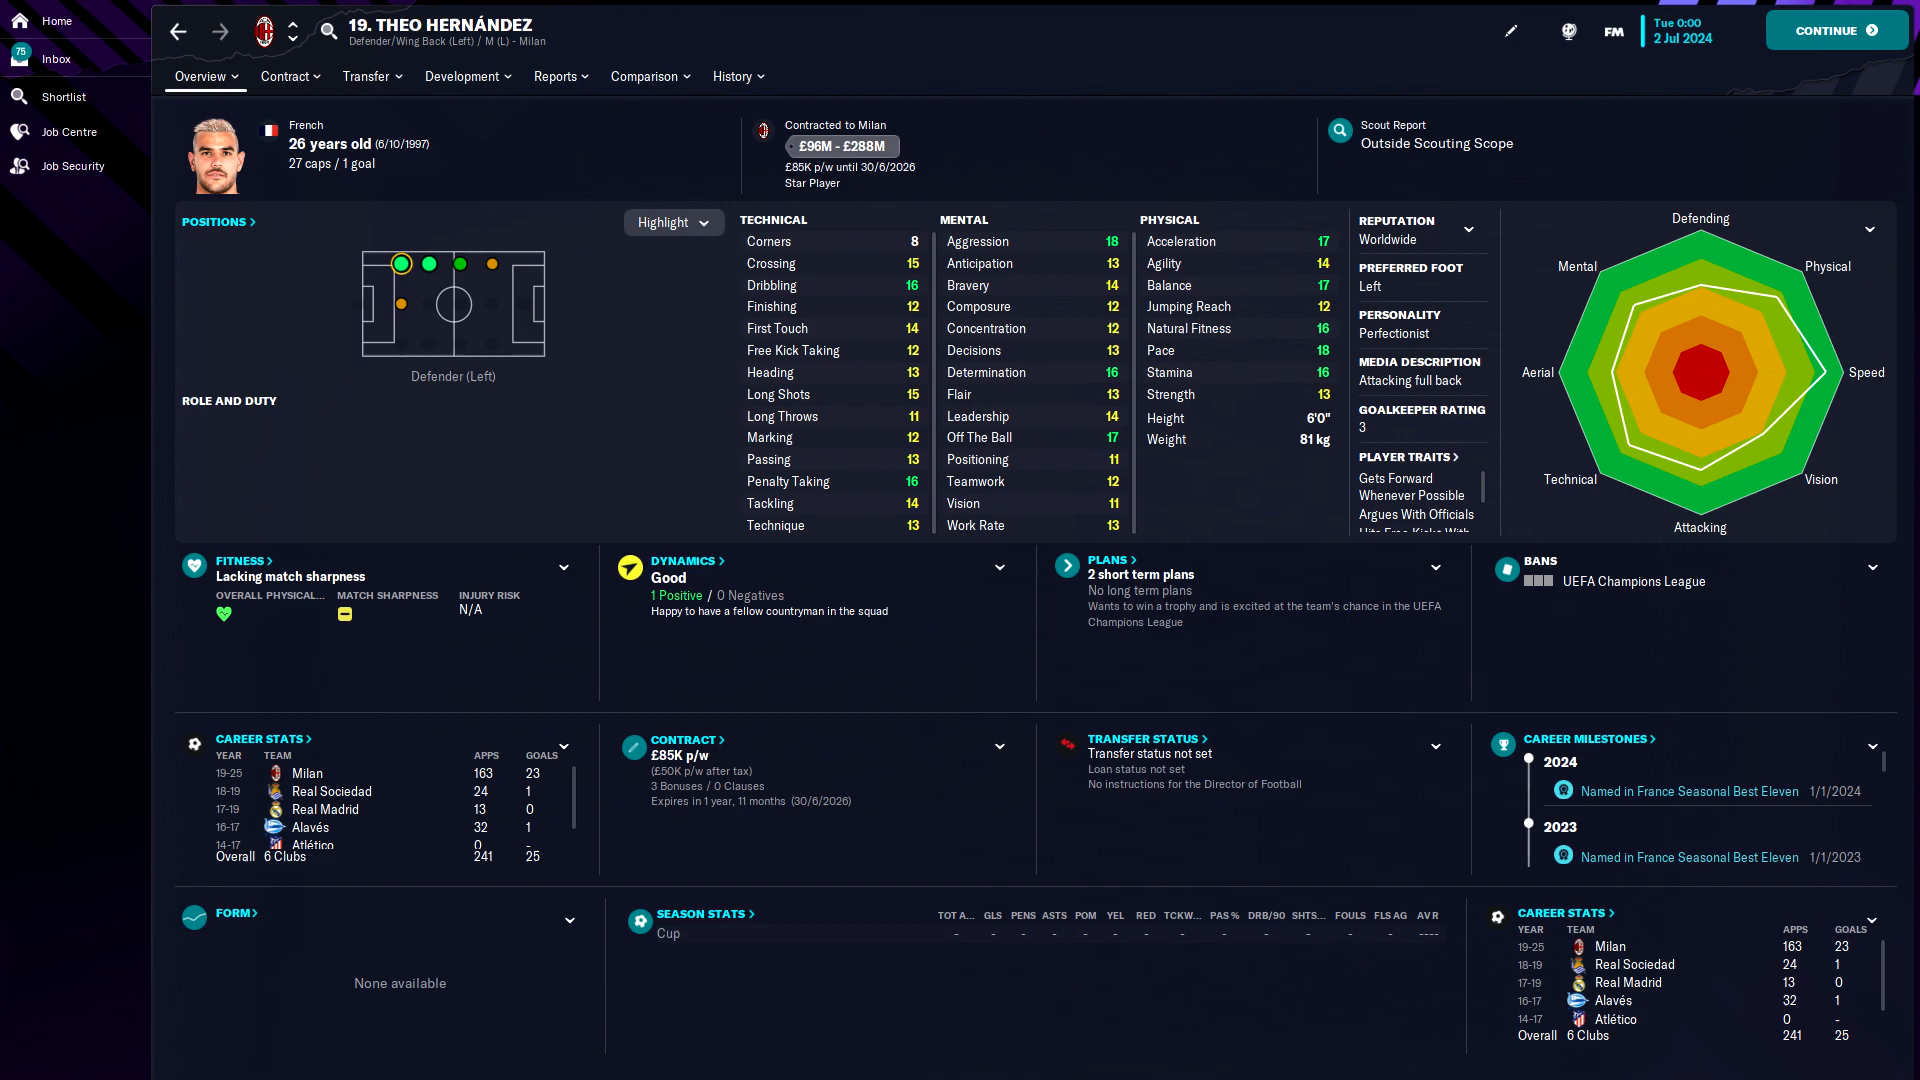 Home
75
Inbox
Shortlist
Job Centre
Job Security
19. THEO HERNÁNDEZ
Defender/Wing Back (Left) / M (L) - Milan
FM
Tue 0:00
2 Jul 2024
CONTINUE
Overview
Contract
Transfer
Development
Reports
Comparison
History
French
26 years old (6/10/1997)
27 caps / 1 goal
Contracted to Milan
£96M - £288M
£85K p/w until 30/6/2026
Star Player
Scout Report
Outside Scouting Scope
POSITIONS
Highlight
Defender (Left)
ROLE AND DUTY
TECHNICAL
Corners 8
Crossing 15
Dribbling 16
Finishing 12
First Touch 14
Free Kick Taking 12
Heading 13
Long Shots 15
Long Throws 11
Marking 12
Passing 13
Penalty Taking 16
Tackling 14
Technique 13
MENTAL
Aggression 18
Anticipation 13
Bravery 14
Composure 12
Concentration 12
Decisions 13
Determination 16
Flair 13
Leadership 14
Off The Ball 17
Positioning 11
Teamwork 12
Vision 11
Work Rate 13
PHYSICAL
Acceleration 17
Agility 14
Balance 17
Jumping Reach 12
Natural Fitness 16
Pace 18
Stamina 16
Strength 13
Height 6'0"
Weight 81 kg
REPUTATION
Worldwide
PREFERRED FOOT
Left
PERSONALITY
Perfectionist
MEDIA DESCRIPTION
Attacking full back
GOALKEEPER RATING
3
PLAYER TRAITS
Gets Forward
Whenever Possible
Argues With Officials
Hits Free Kicks With
Defending
Mental
Physical
Aerial
Speed
Technical
Vision
Attacking
FITNESS
Lacking match sharpness
OVERALL PHYSICAL... MATCH SHARPNESS INJURY RISK
N/A
DYNAMICS
Good
1 Positive / 0 Negatives
Happy to have a fellow countryman in the squad
PLANS
2 short term plans
No long term plans
Wants to win a trophy and is excited at the team's chance in the UEFA
Champions League
BANS
UEFA Champions League
CAREER STATS
YEAR TEAM APPS GOALS
19-25 Milan 163 23
18-19 Real Sociedad 24 1
17-19 Real Madrid 13 0
16-17 Alavés 32 1
14-17 Atlético 0 -
Overall 6 Clubs 241 25
CONTRACT
£85K p/w
(£50K p/w after tax)
3 Bonuses / 0 Clauses
Expires in 1 year, 11 months (30/6/2026)
TRANSFER STATUS
Transfer status not set
Loan status not set
No instructions for the Director of Football
CAREER MILESTONES
2024
Named in France Seasonal Best Eleven 1/1/2024
2023
Named in France Seasonal Best Eleven 1/1/2023
FORM
None available
SEASON STATS
TOT A... GLS PENS ASTS POM YEL RED TCKW... PAS % DRB/90 SHTS... FOULS FLS AG AV R
Cup - - - - - - - - - - - - - ----
CAREER STATS
YEAR TEAM APPS GOALS
19-25 Milan 163 23
18-19 Real Sociedad 24 1
17-19 Real Madrid 13 0
16-17 Alavés 32 1
14-17 Atlético 0 -
Overall 6 Clubs 241 25